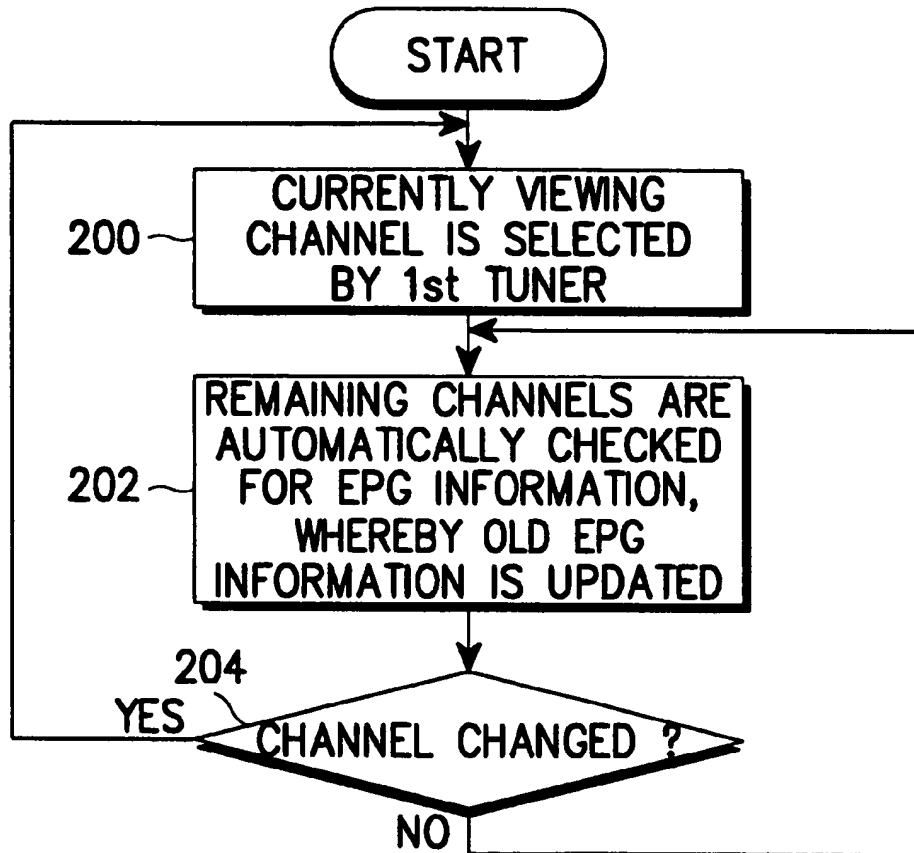 START
CURRENTLY VIEWING
CHANNEL IS SELECTED
BY 1st TUNER
200
REMAINING CHANNELS ARE
AUTOMATICALLY CHECKED
FOR EPG INFORMATION,
WHEREBY OLD EPG
INFORMATION IS UPDATED
202
204
YES
CHANNEL CHANGED ?
NO